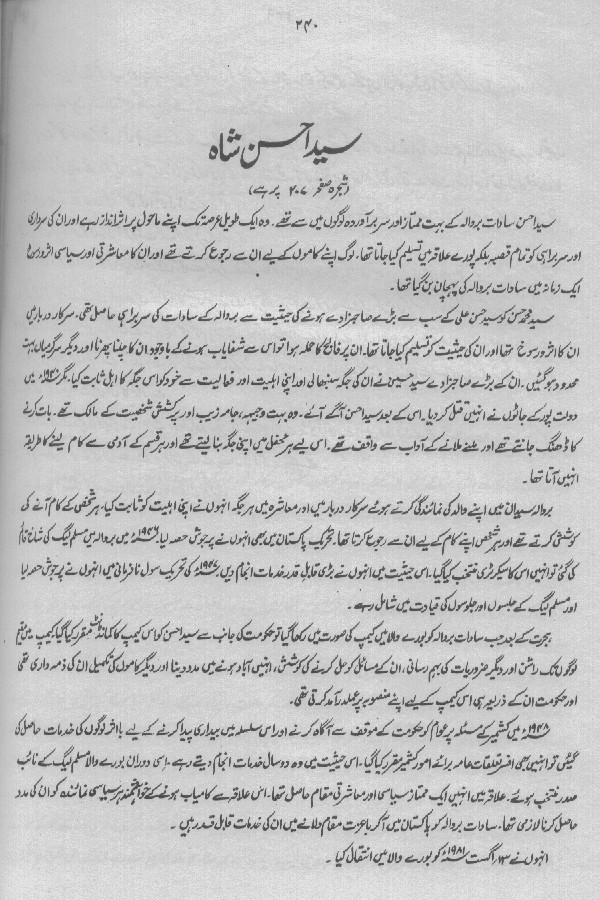 ۲۴۰
سید احسن شاہ
(شجرہ صفحہ ۲۰۷ پر ہے)
سید احسن سادات بروالہ کے بہت ممتاز اور سربرآوردہ لوگوں میں سے تھے۔ وہ ایک طویل عرصہ تک اپنے ماحول پر اثر انداز رہے اور ان کی سرداری
اور سربراہی کو تمام قصبہ بلکہ پورے علاقہ میں تسلیم کیا جاتا تھا۔ لوگ اپنے کاموں کے لیے ان سے رجوع کرتے تھے اور ان کا معاشرتی اور سیاسی اثر و رسوخ
ایک زمانہ میں سادات بروالہ کی پہچان بن گیا تھا۔
سید محمد حسن کو سید حسن علی کے سب سے بڑے صاحبزادے ہونے کی حیثیت سے بروالہ کے سادات کی سربراہی حاصل تھی۔ سرکار دربار میں
ان کا اثر و رسوخ تھا اور ان کی حیثیت کو تسلیم کیا جاتا تھا۔ ان پر فالج کا حملہ ہوا تو اس سے شفایاب ہونے کے باوجود ان کا چلنا پھرنا اور دیگر سرگرمیاں بہت
محدود ہو گئیں۔ ان کے بڑے صاحبزادے سید حسین نے ان کی جگہ سنبھالی اور اپنی اہلیت اور فعالیت سے خود کو اس جگہ کا اہل ثابت کیا۔ مگر میں
دولت پور کے جاٹوں نے انہیں قتل کر دیا۔ اس کے بعد سید احسن آگے آئے۔ وہ بہت وجیہہ، جامہ زیب اور پرکشش شخصیت کے مالک تھے۔ بات کرنے
کا ڈھنگ جانتے تھے اور ملنے ملانے کے آداب سے واقف تھے۔ اس لیے ہر محفل میں اپنی جگہ بنا لیتے تھے اور ہر قسم کے آدمی سے کام لینے کا طریقہ
انہیں آتا تھا۔
بروالہ سیدان میں اپنے والد کی نمائندگی کرتے ہوئے سرکار دربار میں اور معاشرہ میں ہر جگہ انہوں نے اپنی اہلیت کو ثابت کیا، ہر شخص کے کام آنے کی
کوشش کرتے تھے اور ہر شخص اپنے کام کے لیے ان سے رجوع کرتا تھا۔ تحریک پاکستان میں بھی انہوں نے پرجوش حصہ لیا۔ ۱۹۴۶ء میں بروالہ میں مسلم لیگ کی شاخ قائم
کی گئی تو انہیں اس کا سیکرٹری منتخب کیا گیا۔ اس حیثیت میں انہوں نے بڑی قابل قدر خدمات انجام دیں۔ ۱۹۴۷ء کی تحریک سول نافرمانی میں انہوں نے پرجوش حصہ لیا
اور مسلم لیگ کے جلسوں اور جلوسوں کی قیادت میں شامل رہے۔
ہجرت کے بعد جب سادات بروالہ کو بورے والا میں کیمپ کی صورت میں رکھا گیا تو حکومت کی جانب سے سید احسن کو اس کیمپ کا کمانڈنٹ مقرر کیا گیا کیمپ میں مقیم
لوگوں تک راشن اور دیگر ضروریات کی بہم رسانی، ان کے مسائل کو حل کرنے کی کوشش، انہیں آباد ہونے میں مدد دینا اور دیگر کاموں کی تکمیل ان کی ذمہ داری تھی
اور حکومت ان کے ذریعہ ہی اس کیمپ کے لیے اپنے منصوبہ پر عملدرآمد کرتی تھی۔
۱۹۴۸ء میں کشمیر کے مسئلہ پر عوام کو حکومت کے موقف سے آگاہ کرنے اور اس سلسلہ میں بیداری پیدا کرنے کے لیے با اثر لوگوں کی خدمات حاصل کی
گئیں تو انہیں بھی افسر تعلقات عامہ برائے امور کشمیر مقرر کیا گیا۔ اس حیثیت میں وہ دو سال خدمات انجام دیتے رہے، اسی دوران بورے والا مسلم لیگ کے نائب
صدر منتخب ہوئے۔ علاقہ میں انہیں ایک ممتاز سیاسی اور معاشرتی مقام حاصل تھا۔ اس علاقہ سے کامیاب ہونے کے خواہشمند ہر سیاسی نمائندہ کو ان کی مدد
حاصل کرنا لازمی تھا۔ سادات بروالہ کو پاکستان میں آکر باعزت مقام دلانے میں ان کی خدمات قابل قدر ہیں۔
انہوں نے ۱۳ اگست ۱۹۸۱ء کو بورے والا میں انتقال کیا۔